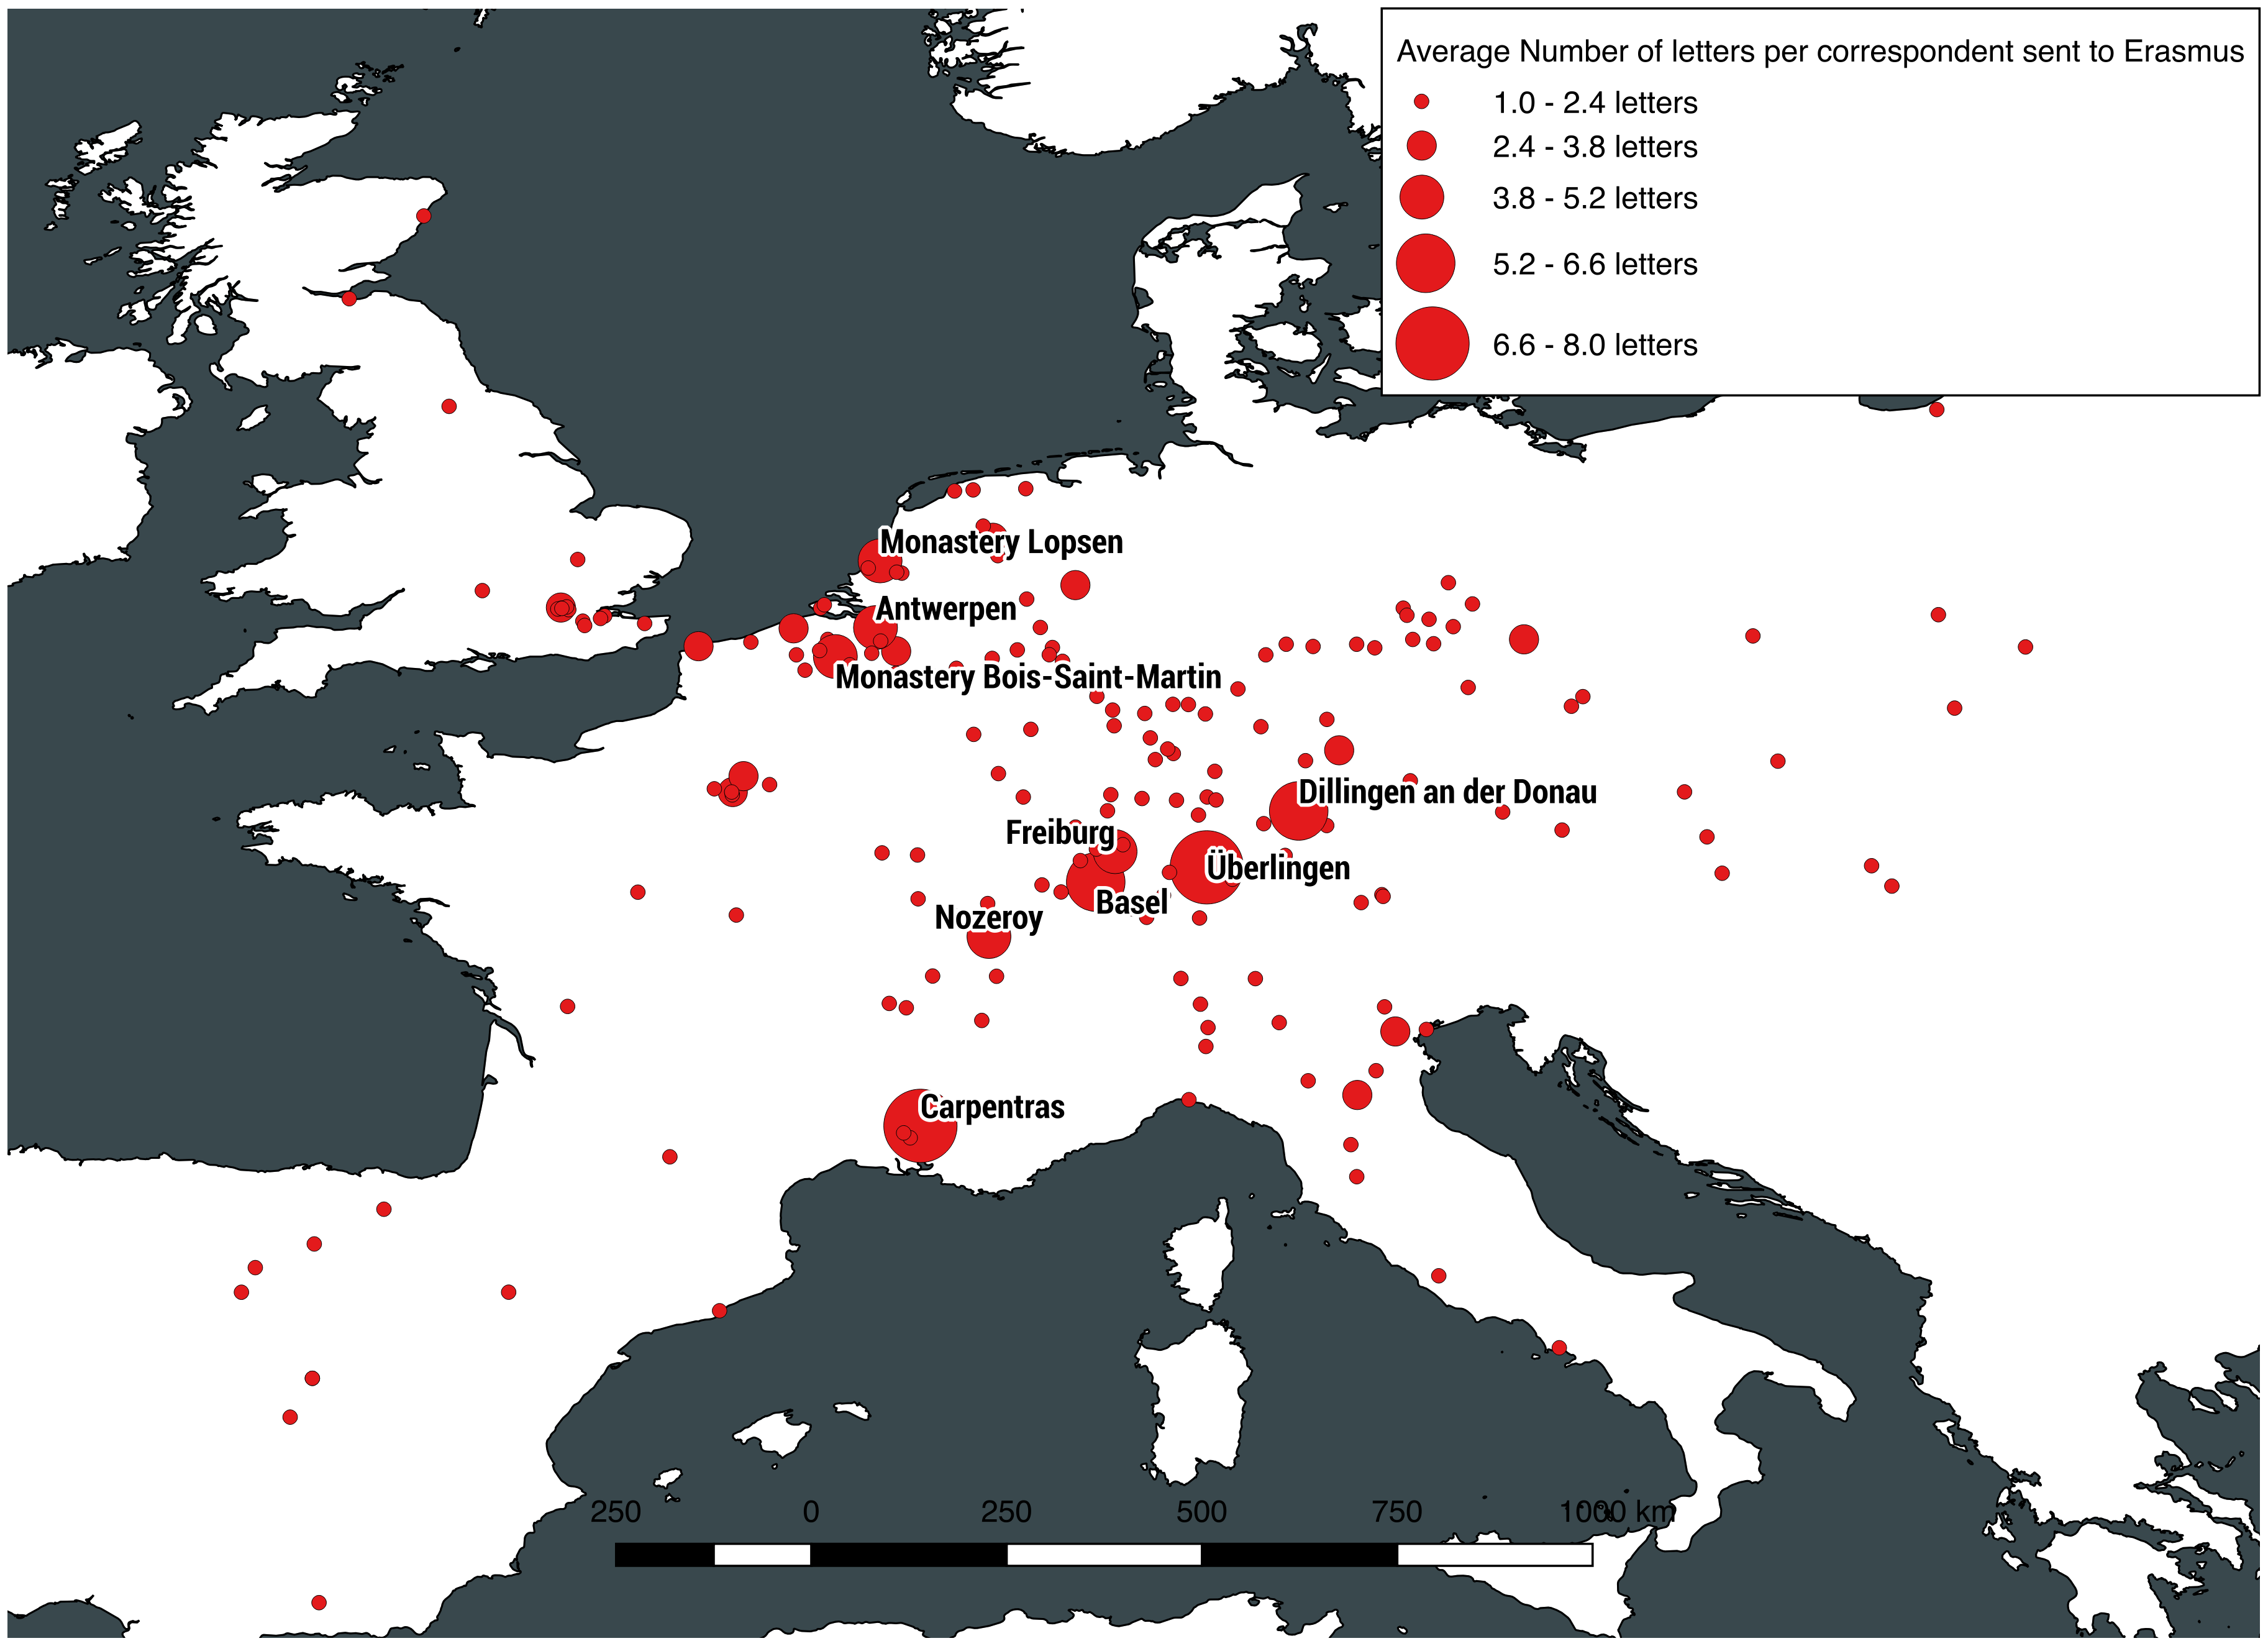 Average Number of letters per correspondent sent to Erasmus
1.0 - 2.4 letters
2.4 - 3.8 letters
3.8 - 5.2 letters
5.2 - 6.6 letters
6.6 - 8.0 letters
Monastery Lopsen
Antwerpen
Monastery Bois-Saint-Martin
Dillingen an der Donau
Freiburg
Überlingen
Basel
Nozeroy
Carpentras
250 0 250 500 750 1000 km